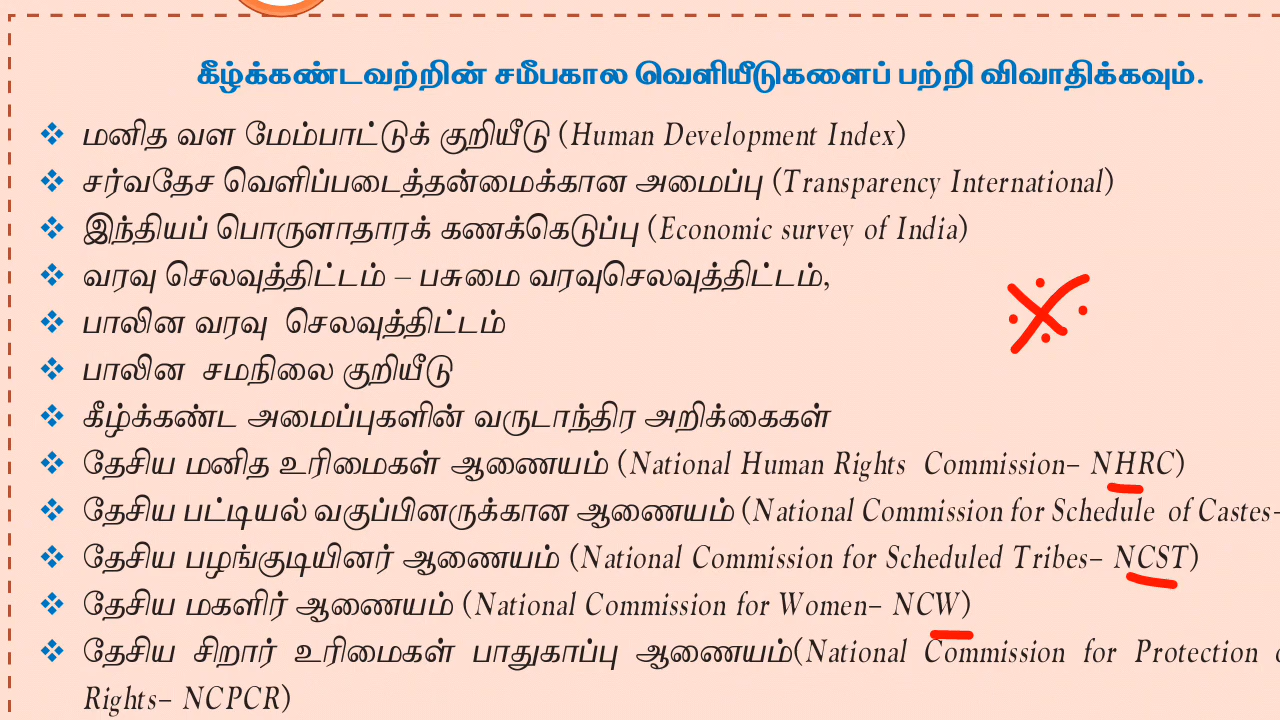 கீழ்க்கண்டவற்றின் சமீபகால வெளியீடுகளைப் பற்றி விவாதிக்கவும்.
❖ மனித வள மேம்பாட்டுக் குறியீடு (Human Development Index)
❖ சர்வதேச வெளிப்படைத்தன்மைக்கான அமைப்பு (Transparency International)
❖ இந்தியப் பொருளாதாரக் கணக்கெடுப்பு (Economic survey of India)
❖ வரவு செலவுத்திட்டம் – பசுமை வரவுசெலவுத்திட்டம்,
❖ பாலின வரவு செலவுத்திட்டம்
❖ பாலின சமநிலை குறியீடு
❖ கீழ்க்கண்ட அமைப்புகளின் வருடாந்திர அறிக்கைகள்
❖ தேசிய மனித உரிமைகள் ஆணையம் (National Human Rights Commission– NHRC)
❖ தேசிய பட்டியல் வகுப்பினருக்கான ஆணையம் (National Commission for Schedule of Castes–
❖ தேசிய பழங்குடியினர் ஆணையம் (National Commission for Scheduled Tribes– NCST)
❖ தேசிய மகளிர் ஆணையம் (National Commission for Women– NCW)
❖ தேசிய சிறார் உரிமைகள் பாதுகாப்பு ஆணையம்(National Commission for Protection
Rights– NCPCR)